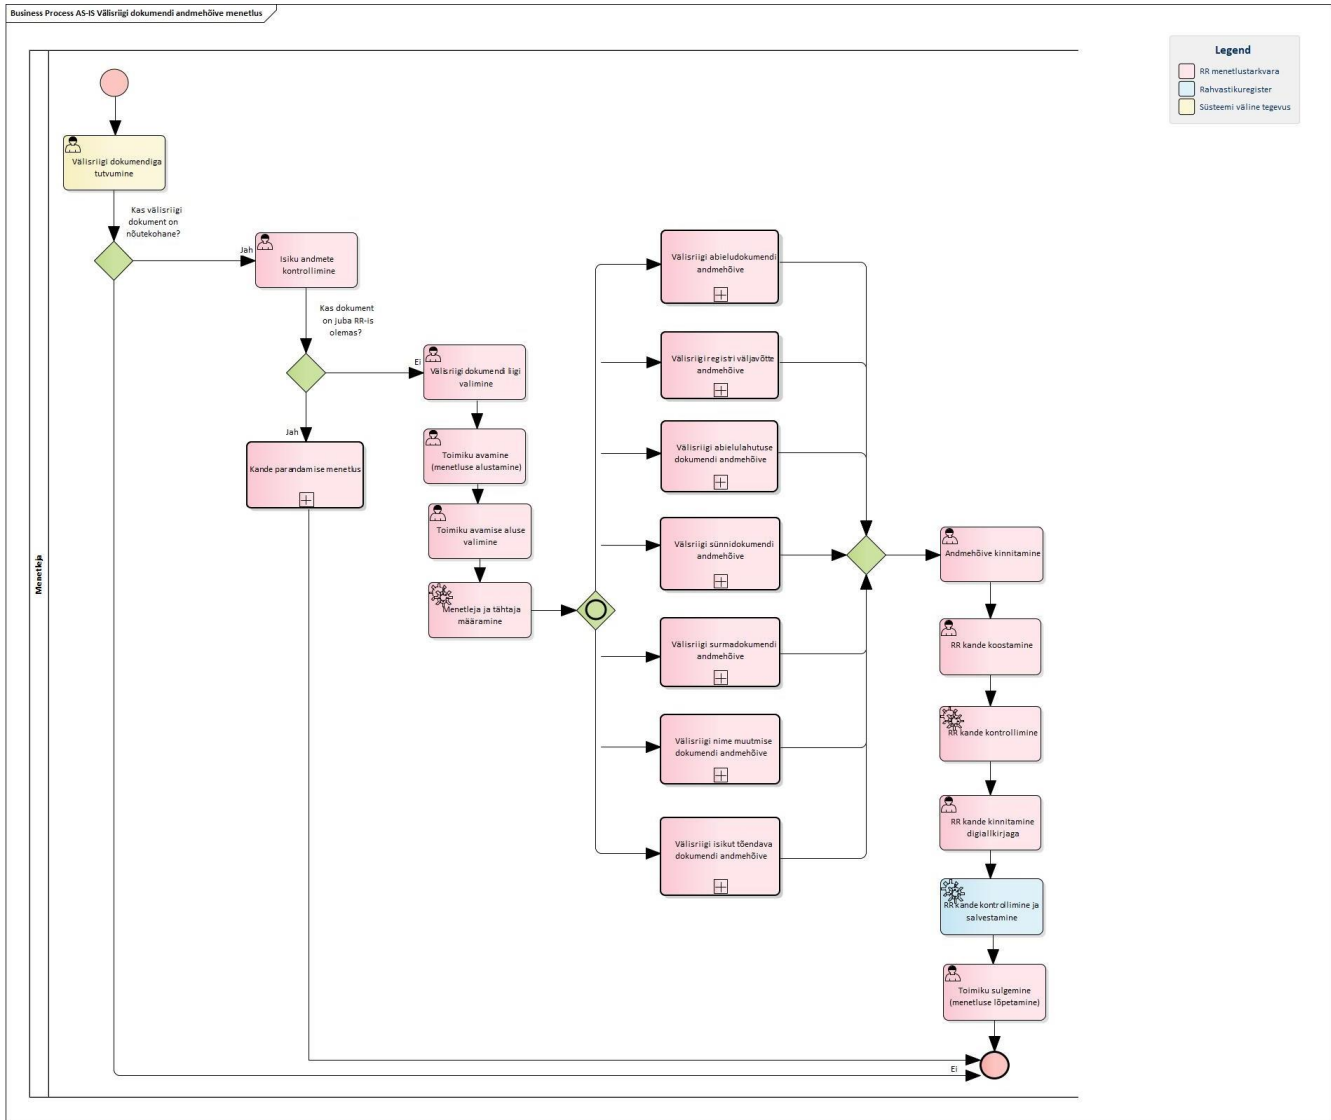 Business Process AS-IS Välisriigi dokumendi andmehõive menetlus
Legend
RR menetlustarkvara
Rahvastikuregister
Süsteemi väline tegevus
Menetleja
Välisriigi dokumendiga
tutvumine
Kas välisriigi
dokument on
nõutekohane?
Jah
Isiku andmete
kontrollimine
Kas dokument
on juba RR-is
olemas?
Ei
Välisriigi dokumendi liigi
valimine
Jah
Kande parandamise menetlus
Toimiku avamine
(menetluse alustamine)
Toimiku avamise aluse
valimine
Menetleja ja tähtaja
määramine
Välisriigi abieludokumendi
andmehõive
Välisriigi registri väljavõtte
andmehõive
Välisriigi abielulahutuse
dokumendi andmehõive
Välsriigi sünnidokumendi
andmehõive
Välisriigi surmadokumendi
andmehõive
Välisriigi nime muutmise
dokumendi andmehõive
Välisriigi isikut tõendava
dokumendi andmehõive
Andmehõive kinnitamine
RR kande koostamine
RR kande kontrollimine
RR kande kinnitamine
digiallkirjaga
RR kande kontrollimine ja
salvestamine
Toimiku sulgemine
(menetluse lõpetamine)
Ei